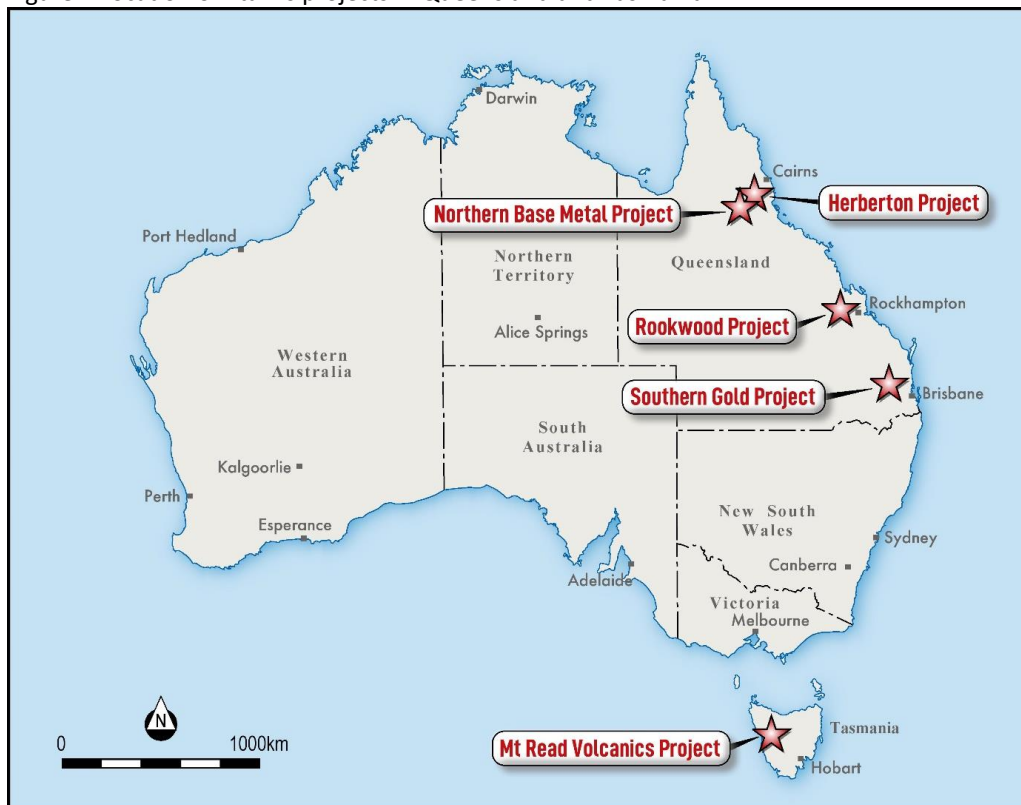 Darwin
Cairns
Northern Base Metal Project
Herberton Project
Port Hedland
Northern
Territory
Queensland
Rockhampton
Rookwood Project
Alice Springs
Western
Australia
Southern Gold Project
Brisbane
South
Australia
Kalgoorlie
Perth
New South
Wales
Esperance
Sydney
Canberra
Adelaide
Victoria
Melbourne
N
Tasmania
0 1000km
Mt Read Volcanics Project
Hobart